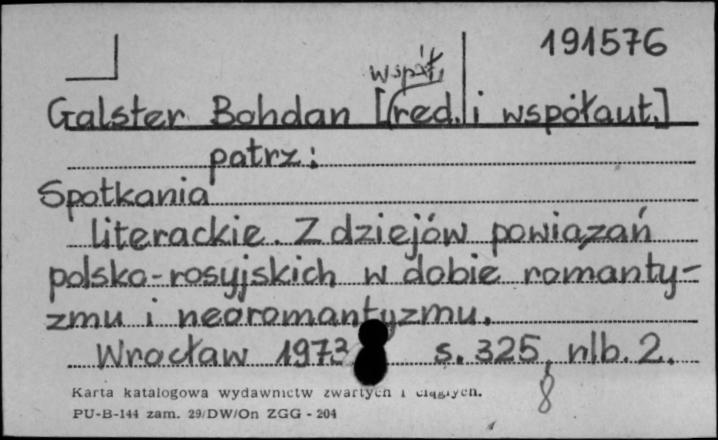 191576
współ.
Galster Bohdan [(red. i współaut.]
patrz:
Spotkania
literackie. Z dziejów powiązań
polsko-rosyjskich w dobie romanty-
zmu i neoromantyzmu.
Wrocław 1973 s. 325, nlb. 2.
8
Karta katalogowa wydawnictw zwartych i ciągłych.
PU-B-144 zam. 29/DW/On ZGG - 204